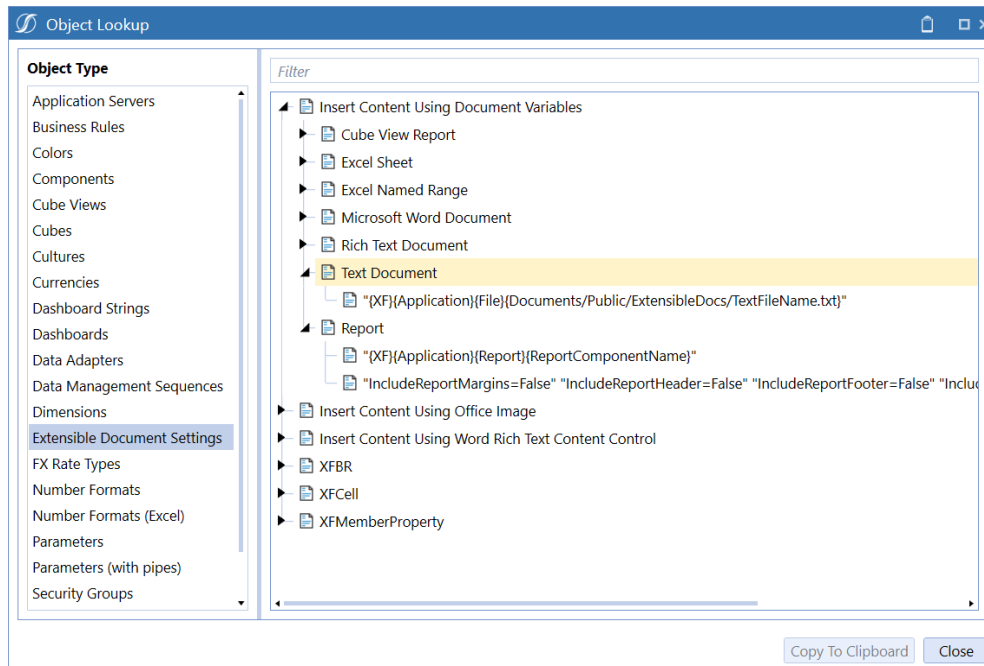 Object Lookup
Object Type
Application Servers
Business Rules
Colors
Components
Cube Views
Cubes
Cultures
Currencies
Dashboard Strings
Dashboards
Data Adapters
Data Management Sequences
Dimensions
Extensible Document Settings
FX Rate Types
Number Formats
Number Formats (Excel)
Parameters
Parameters (with pipes)
Security Groups
Filter
Insert Content Using Document Variables
Cube View Report
Excel Sheet
Excel Named Range
Microsoft Word Document
Rich Text Document
Text Document
"{XF}{Application}{File}{Documents/Public/ExtensibleDocs/TextFileName.txt}"
Report
"{XF}{Application}{Report}{ReportComponentName}"
"IncludeReportMargins=False" "IncludeReportHeader=False" "IncludeReportFooter=False" "Includ
Insert Content Using Office Image
Insert Content Using Word Rich Text Content Control
XFBR
XFCell
XFMemberProperty
Copy To Clipboard
Close